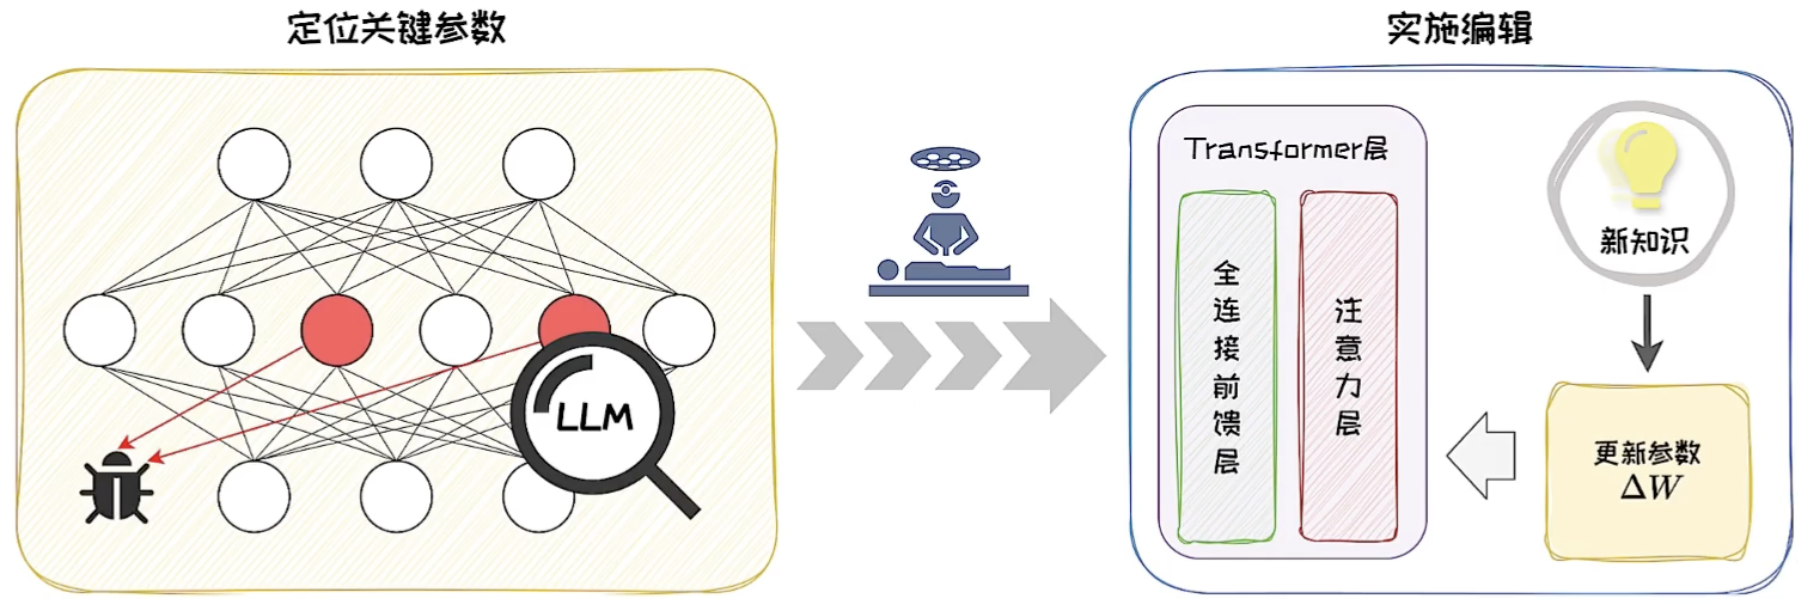 定位关键参数
实施编辑
LLM
Transformer层
全连接前馈层
注意力层
新知识
更新参数
ΔW